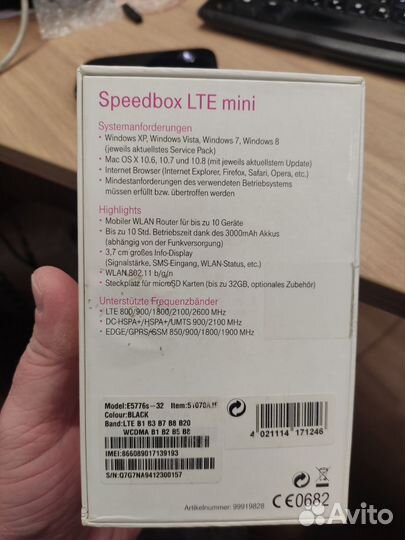 Speedbox LTE mini
Systemanforderungen
• Windows XP, Windows Vista, Windows 7, Windows 8
(jeweils aktuellstes Service Pack)
• Mac OS X 10.6, 10.7 und 10.8 (mit jeweils aktuellstem Update)
• Internet Browser (Internet Explorer, Firefox, Safari, Opera, etc.)
• Mindestanforderungen des verwendeten Betriebsystems
müssen erfüllt bzw. übertroffen werden
Highlights
• Mobiler WLAN Router für bis zu 10 Geräte
• Bis zu 10 Std. Betriebszeit dank des 3000mAh Akkus
(abhängig von der Funkversorgung)
• 3,7 cm großes Info-Display
(Signalstärke, SMS-Eingang, WLAN-Status, etc.)
• WLAN 802.11 b/g/n
• Steckplatz für microSD Karten (bis zu 32GB, optionales Zubehör)
Unterstützte Frequenzbänder
• LTE 800/900/1800/2100/2600 MHz
• DC-HSPA+/HSPA+/UMTS 900/2100 MHz
• EDGE/GPRS/GSM 850/900/1800/1900 MHz
Model:E5776s-32 Item:
Colour:BLACK
Band:LTE B1 B3 B7 B8 B20
WCDMA B1 B2 B5 B8
IMEI:866089017139193
S/N:Q7G7NA9412300157
4 021114 171246
CE0682
Artikelnummer: 99919828
Avito